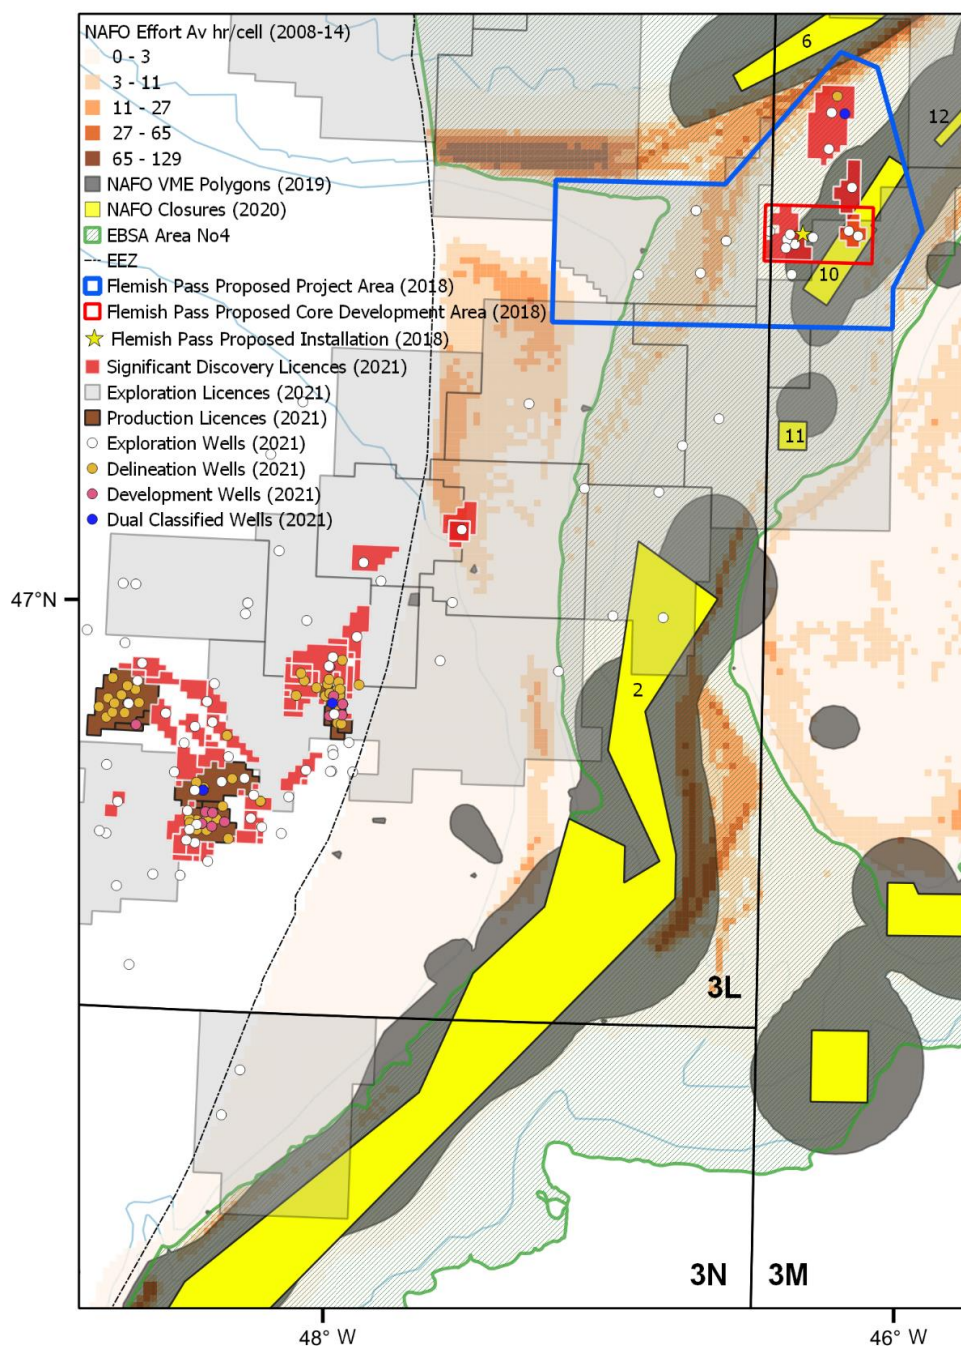 NAFO Effort Av hr/cell (2008-14)
0 - 3
3 - 11
11 - 27
27 - 65
65 - 129
NAFO VME Polygons (2019)
NAFO Closures (2020)
EBSA Area No4
EEZ
Flemish Pass Proposed Project Area (2018)
Flemish Pass Proposed Core Development Area (2018)
Flemish Pass Proposed Installation (2018)
Significant Discovery Licences (2021)
Exploration Licences (2021)
Production Licences (2021)
Exploration Wells (2021)
Delineation Wells (2021)
Development Wells (2021)
Dual Classified Wells (2021)
6
12
10
11
47°N
2
3L
3N
3M
48° W
46° W